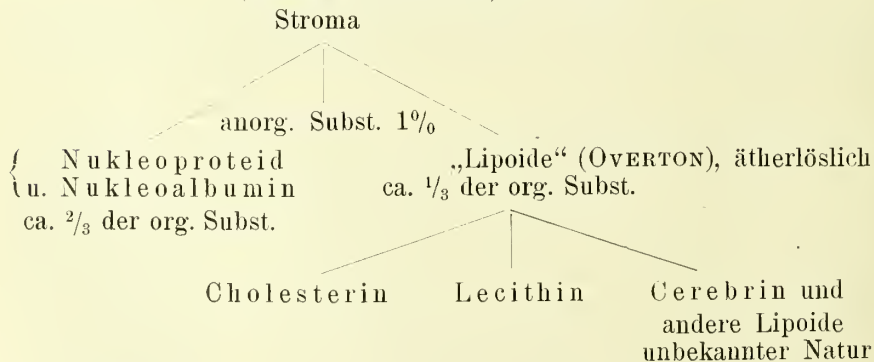 Stroma
anorg. Subst. 1%
Nukleoproteid „Lipoide“ (OVERTON), ätherlöslich
u. Nukleoalbumin ca. 1/3 der org. Subst.
ca. 2/3 der org. Subst.
Cholesterin Lecithin Cerebrin und
andere Lipoide
unbekannter Natur